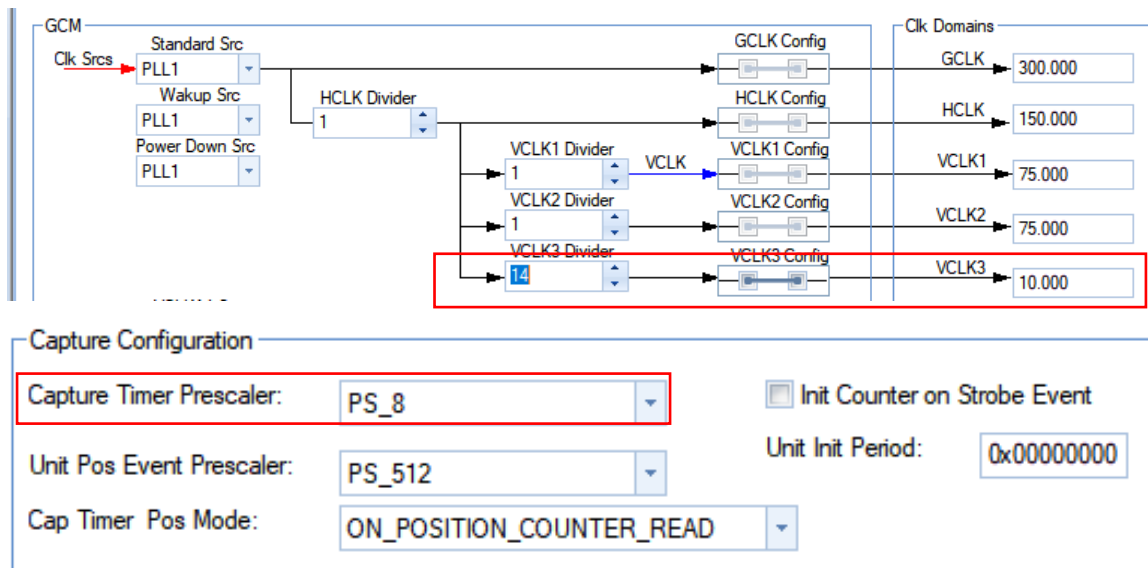 GCM
Clk Domains
Standard Src
GCLK Config
Clk Srcs
PLL1
GCLK
300.000
Wakup Src
HCLK Divider
HCLK Config
PLL1
1
HCLK
150.000
Power Down Src
VCLK1 Divider
VCLK
VCLK1 Config
PLL1
1
VCLK1
75.000
VCLK2 Divider
VCLK2 Config
1
VCLK2
75.000
VCLK3 Divider
VCLK3 Config
14
VCLK3
10.000
Capture Configuration
Capture Timer Prescaler:
PS_8
Init Counter on Strobe Event
Unit Pos Event Prescaler:
PS_512
Unit Init Period:
0x00000000
Cap Timer Pos Mode:
ON_POSITION_COUNTER_READ